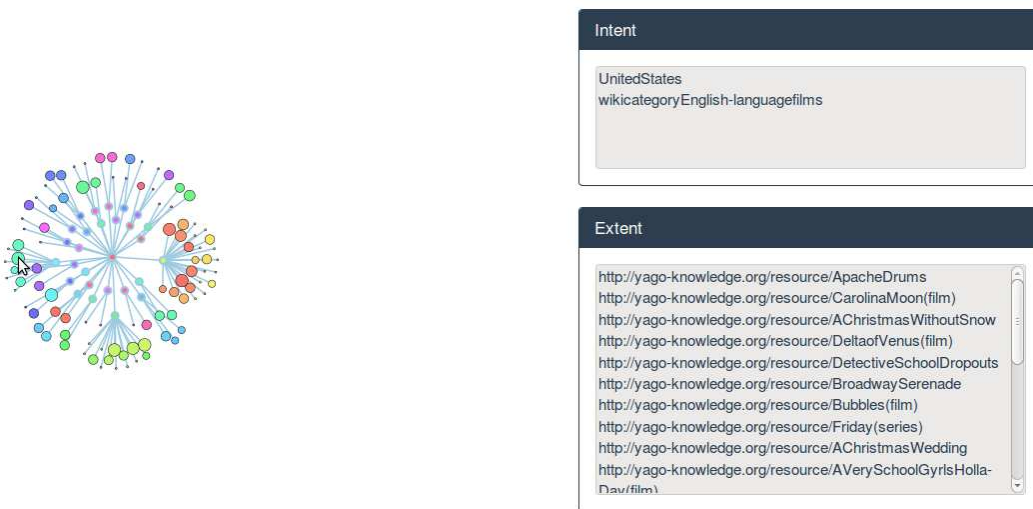 Intent
UnitedStates
wikicategoryEnglish-languagefilms
Extent
http://yago-knowledge.org/resource/ApacheDrums
http://yago-knowledge.org/resource/CarolinaMoon(film)
http://yago-knowledge.org/resource/AChristmasWithoutSnow
http://yago-knowledge.org/resource/DeltaofVenus(film)
http://yago-knowledge.org/resource/DetectiveSchoolDropouts
http://yago-knowledge.org/resource/BroadwaySerenade
http://yago-knowledge.org/resource/Bubbles(film)
http://yago-knowledge.org/resource/Friday(series)
http://yago-knowledge.org/resource/AChristmasWedding
http://yago-knowledge.org/resource/AVerySchoolGyrlsHolla-
Day(film)